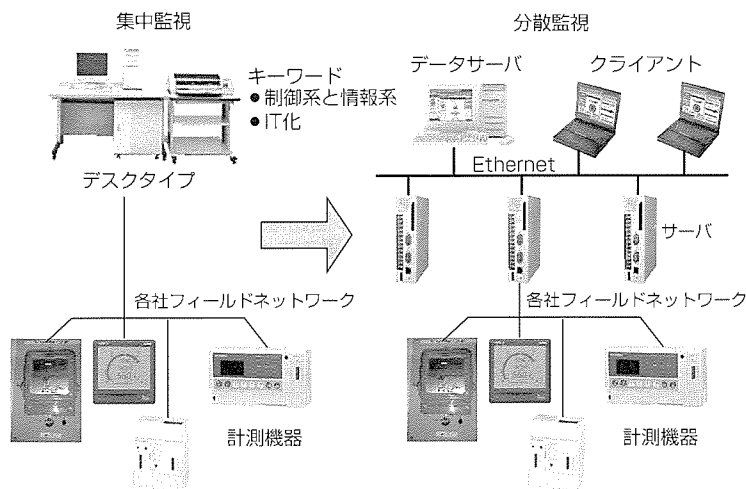 集中監視
キーワード
●制御系と情報系
●IT化
デスクタイプ
各社フィールドネットワーク
計測機器
分散監視
データサーバ
クライアント
Ethernet
サーバ
各社フィールドネットワーク
計測機器